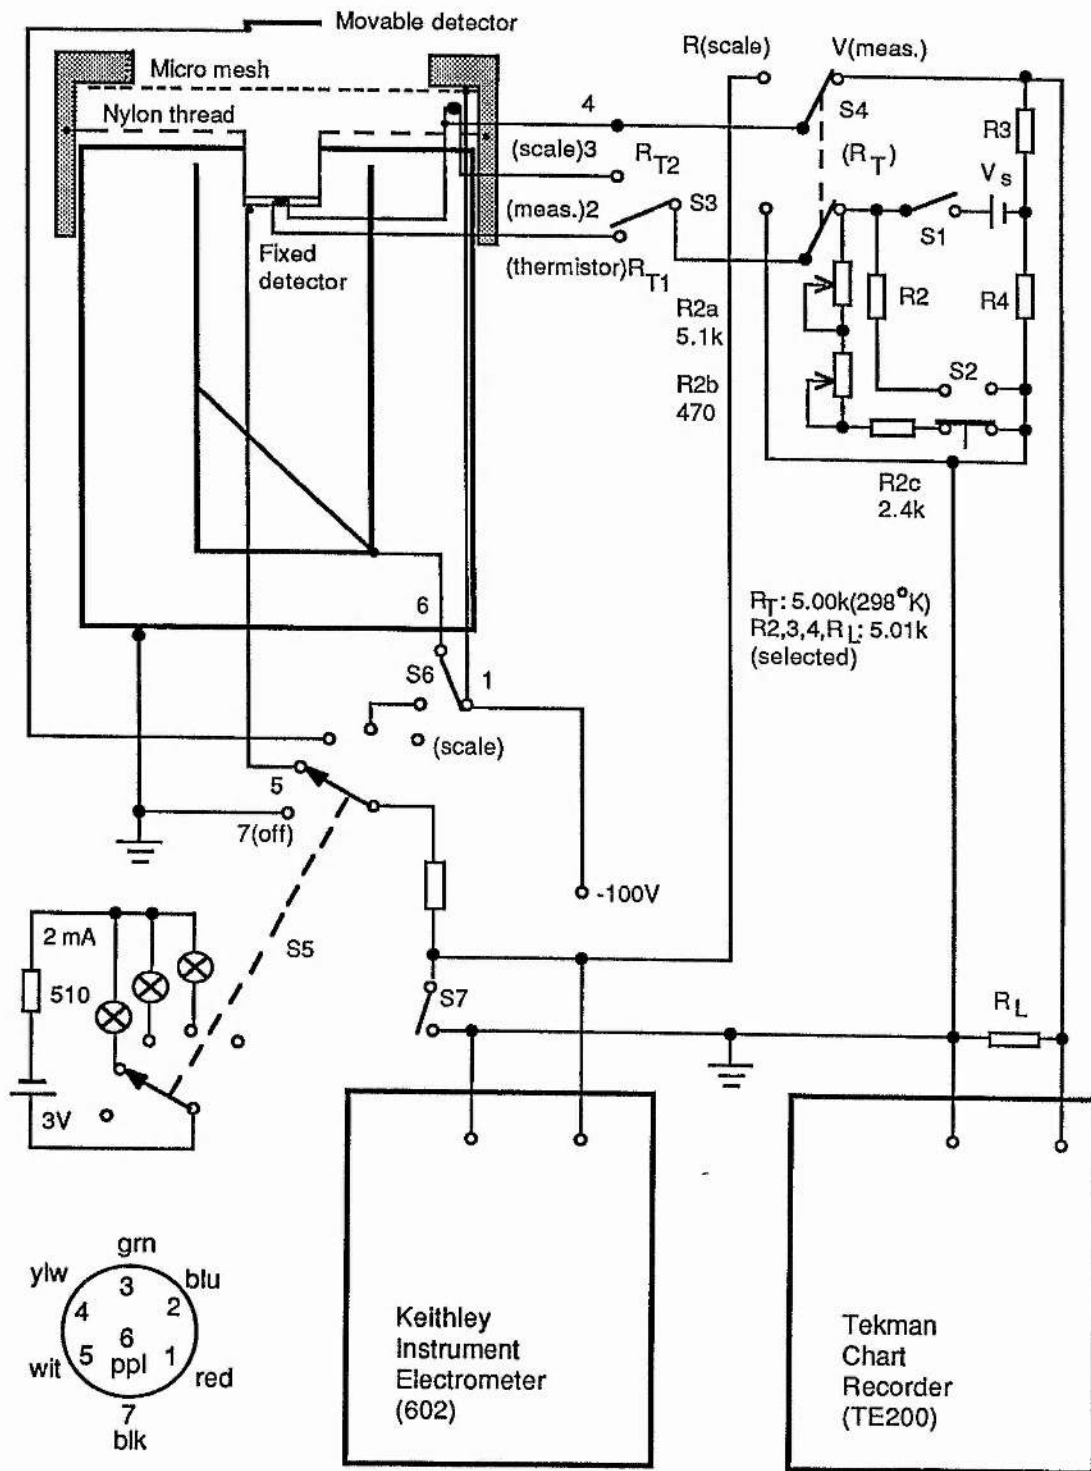 Movable detector
R(scale)
V(meas.)
Micro mesh
Nylon thread
4
S4
R3
(scale)3
RT2
(RT)
Vs
(meas.)2
S3
S1
Fixed
detector
(thermistor)RT1
R2a
5.1k
R2
R4
R2b
470
S2
R2c
2.4k
6
RT: 5.00k(298°K)
R2,3,4,RL: 5.01k
(selected)
S6
1
(scale)
5
7(off)
-100V
2 mA
S5
510
S7
RL
3V
grn
ylw
blu
3
4
2
6
5
ppl
1
wit
red
7
blk
Keithley
Instrument
Electrometer
(602)
Tekman
Chart
Recorder
(TE200)